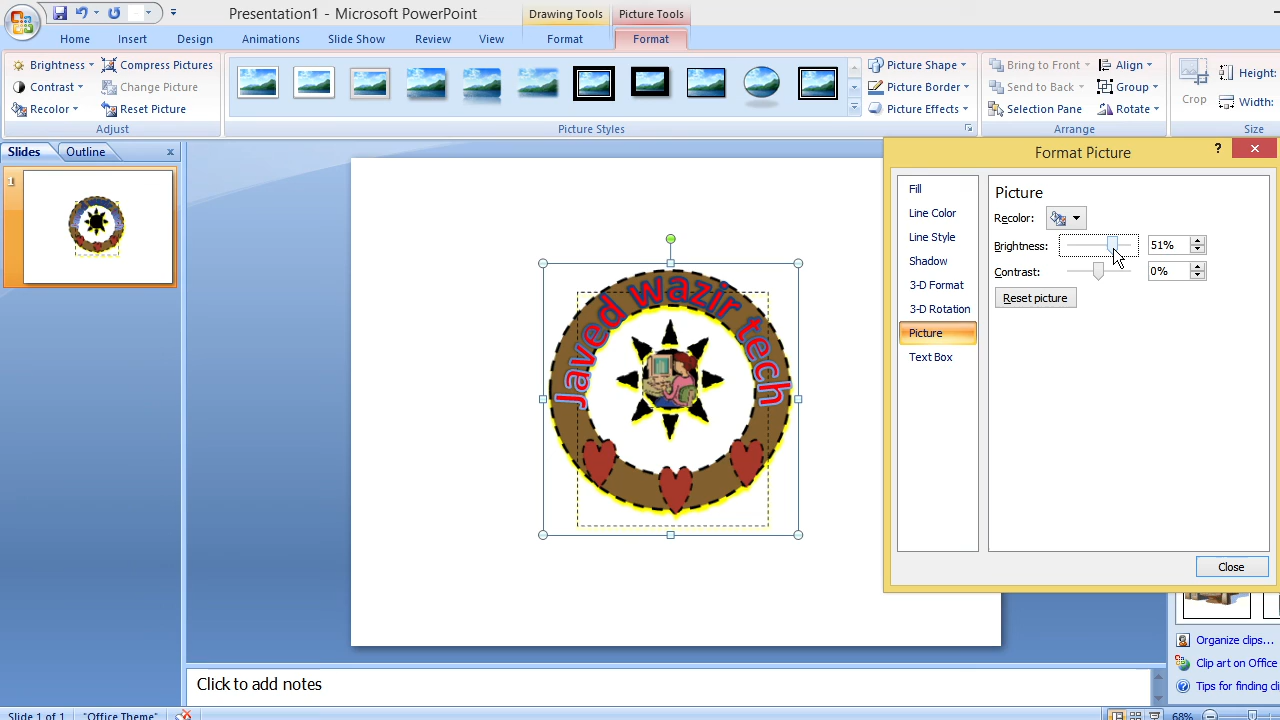 Presentation1 - Microsoft PowerPoint
Drawing Tools
Picture Tools
Home
Insert
Design
Animations
Slide Show
Review
View
Format
Format
Brightness
Compress Pictures
Contrast
Change Picture
Recolor
Reset Picture
Adjust
Picture Styles
Picture Shape
Picture Border
Picture Effects
Bring to Front
Send to Back
Selection Pane
Align
Group
Rotate
Arrange
Crop
Height:
Width:
Size
Slides
Outline
x
1
Javed wazir tech
Format Picture
?
x
Fill
Line Color
Line Style
Shadow
3-D Format
3-D Rotation
Picture
Text Box
Picture
Recolor:
Brightness:
51%
Contrast:
0%
Reset picture
Close
Organize clips...
Clip art on Office
Tips for finding cli
Click to add notes
Slide 1 of 1
"Office Theme"
68%